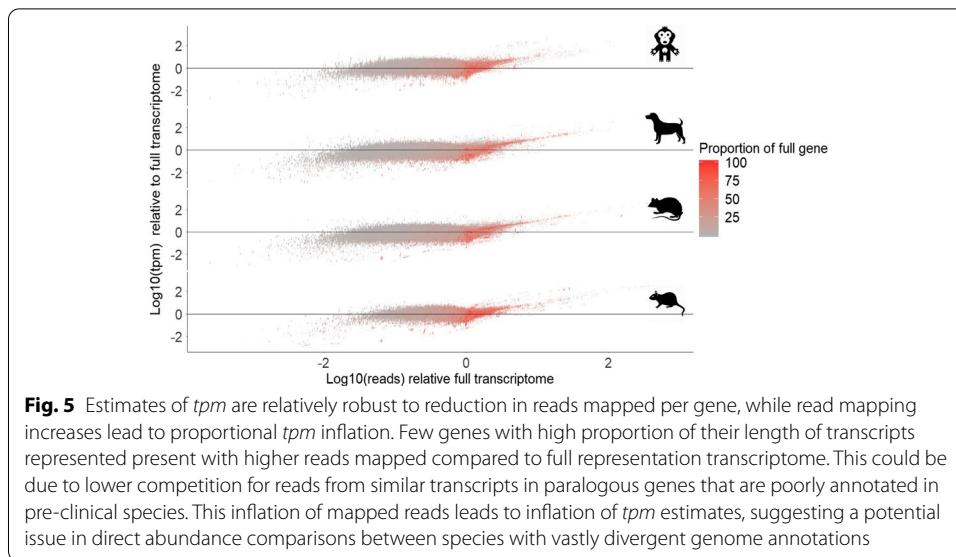 2
0
-2
2
0
-2
2
0
-2
2
0
-2
Log10(tpm) relative to full transcriptome
Proportion of full gene
100
75
50
25
-2 0 2
Log10(reads) relative full transcriptome
Fig. 5 Estimates of tpm are relatively robust to reduction in reads mapped per gene, while read mapping
increases lead to proportional tpm inflation. Few genes with high proportion of their length of transcripts
represented present with higher reads mapped compared to full representation transcriptome. This could be
due to lower competition for reads from similar transcripts in paralogous genes that are poorly annotated in
pre-clinical species. This inflation of mapped reads leads to inflation of tpm estimates, suggesting a potential
issue in direct abundance comparisons between species with vastly divergent genome annotations